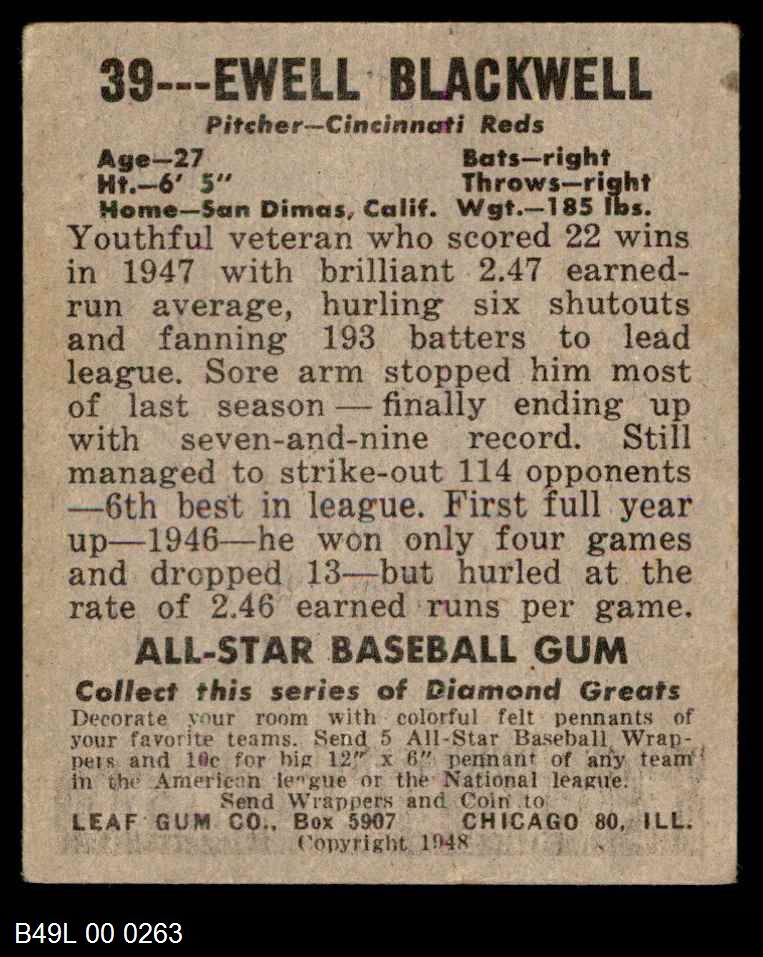 39---EWELL BLACKWELL
Pitcher—Cincinnati Reds
Age—27 Bats—right
Ht.—6' 5" Throws—right
Home—San Dimas, Calif. Wgt.—185 lbs.
Youthful veteran who scored 22 wins
in 1947 with brilliant 2.47 earned-
run average, hurling six shutouts
and fanning 193 batters to lead
league. Sore arm stopped him most
of last season — finally ending up
with seven-and-nine record. Still
managed to strike-out 114 opponents
—6th best in league. First full year
up—1946—he won only four games
and dropped 13—but hurled at the
rate of 2.46 earned runs per game.
ALL-STAR BASEBALL GUM
Collect this series of Diamond Greats
Decorate your room with colorful felt pennants of
your favorite teams. Send 5 All-Star Baseball Wrap-
pers and 10c for big 12" x 6" pennant of any team
in the American league or the National league.
Send Wrappers and Coin to
LEAF GUM CO., Box 5907 CHICAGO 80, ILL.
Copyright 1948
B49L 00 0263